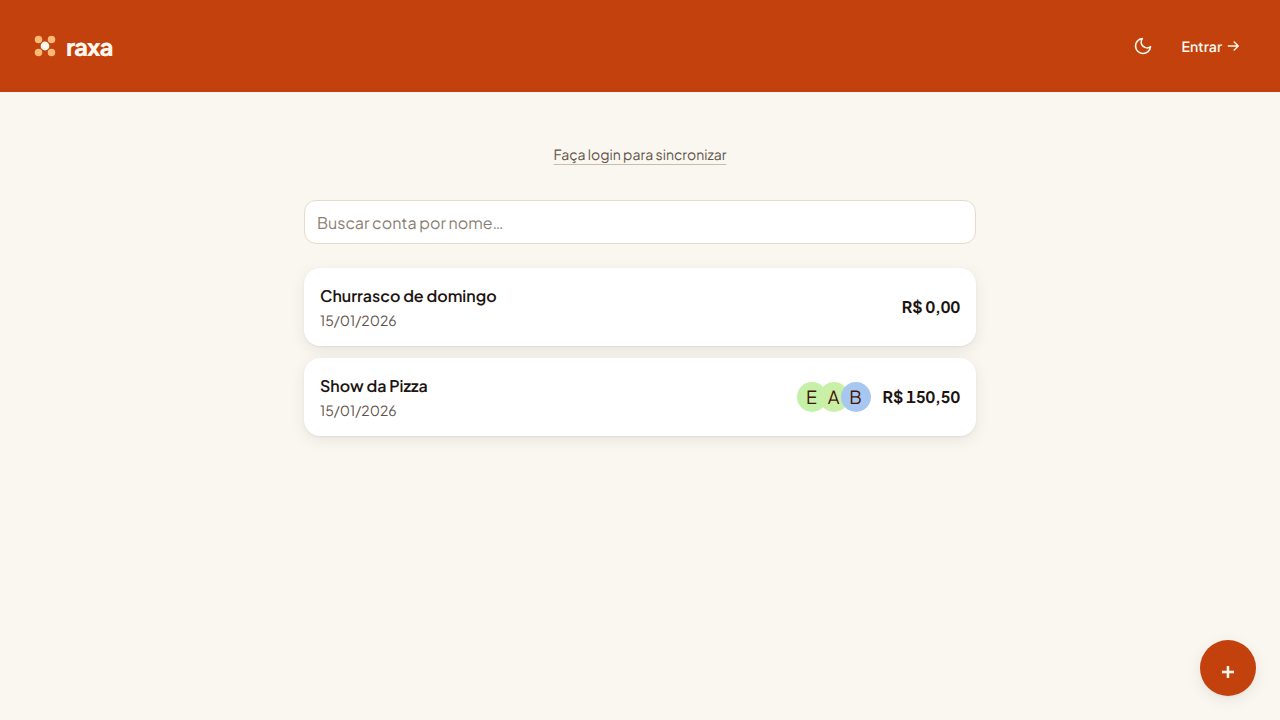 raxa
Entrar →
Faça login para sincronizar
Buscar conta por nome...
Churrasco de domingo
15/01/2026
R$ 0,00
Show da Pizza
15/01/2026
E A B
R$ 150,50
+